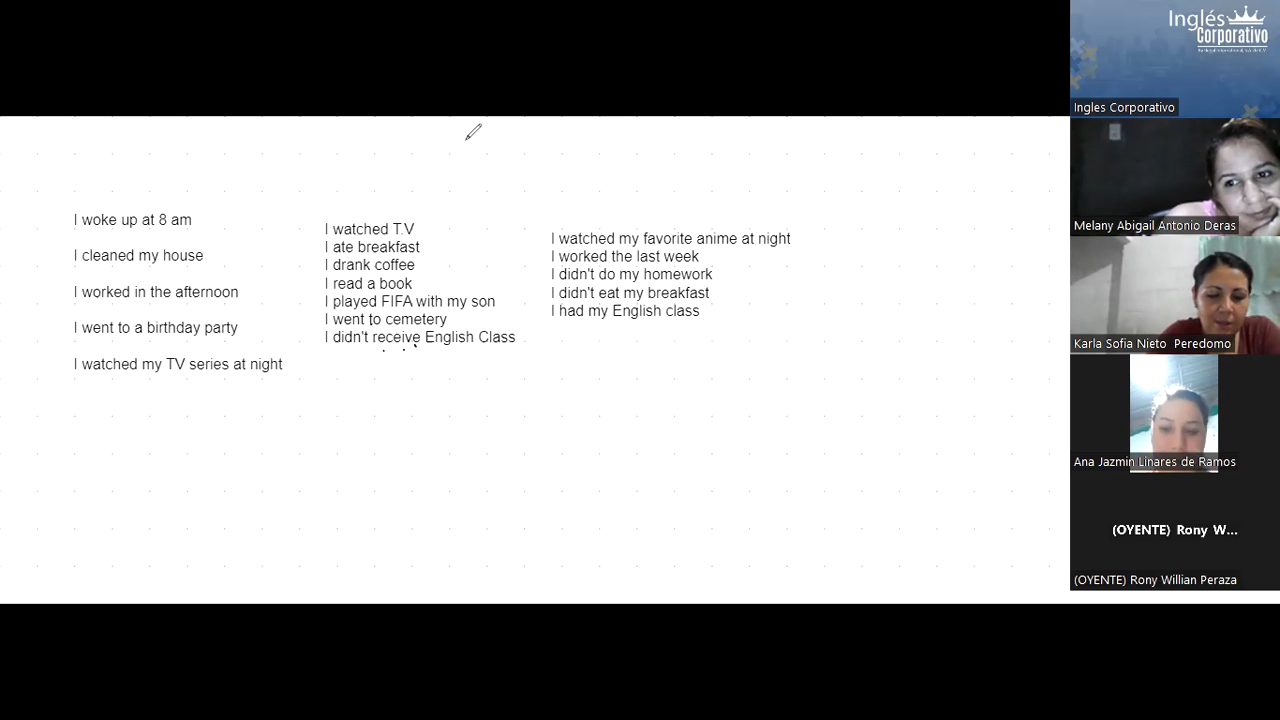 I woke up at 8 am
I cleaned my house
I worked in the afternoon
I went to a birthday party
I watched my TV series at night
I watched T.V
I ate breakfast
I drank coffee
I read a book
I played FIFA with my son
I went to cemetery
I didn't receive English Class
I watched my favorite anime at night
I worked the last week
I didn't do my homework
I didn't eat my breakfast
I had my English class
Inglés
Corporativo
Ingles Corporativo
Melany Abigail Antonio Deras
Karla Sofia Nieto Peredomo
Ana Jazmin Linares de Ramos
(OYENTE) Rony W...
(OYENTE) Rony Willian Peraza